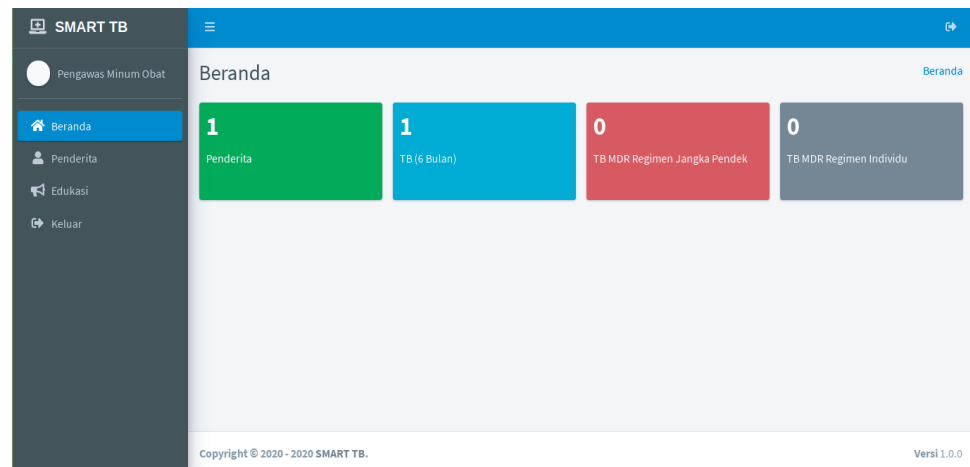 SMART TB
Pengawas Minum Obat
Beranda
Penderita
Edukasi
Keluar
Beranda
Beranda
1
Penderita
1
TB (6 Bulan)
0
TB MDR Regimen Jangka Pendek
0
TB MDR Regimen Individu
Copyright © 2020 - 2020 SMART TB.
Versi 1.0.0